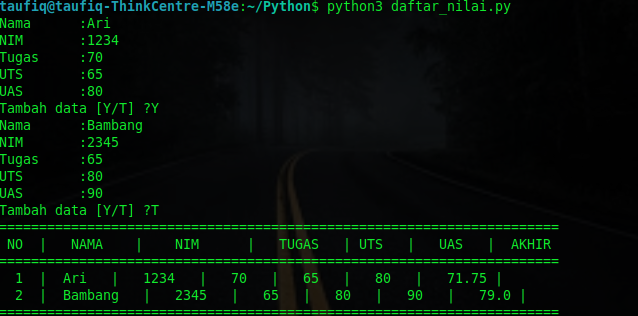 taufiq@taufiq-ThinkCentre-M58e:~/Python$ python3 daftar_nilai.py
Nama      :Ari
NIM       :1234
Tugas     :70
UTS       :65
UAS       :80
Tambah data [Y/T] ?Y
Nama      :Bambang
NIM       :2345
Tugas     :65
UTS       :80
UAS       :90
Tambah data [Y/T] ?T
======================================================================
 NO  |   NAMA    |    NIM      |   TUGAS   | UTS   |   UAS   |  AKHIR
======================================================================
  1  |  Ari   |   1234   |   70   |   65   |   80   |   71.75 |
  2  |  Bambang   |   2345   |   65   |   80   |   90   |   79.0 |
======================================================================